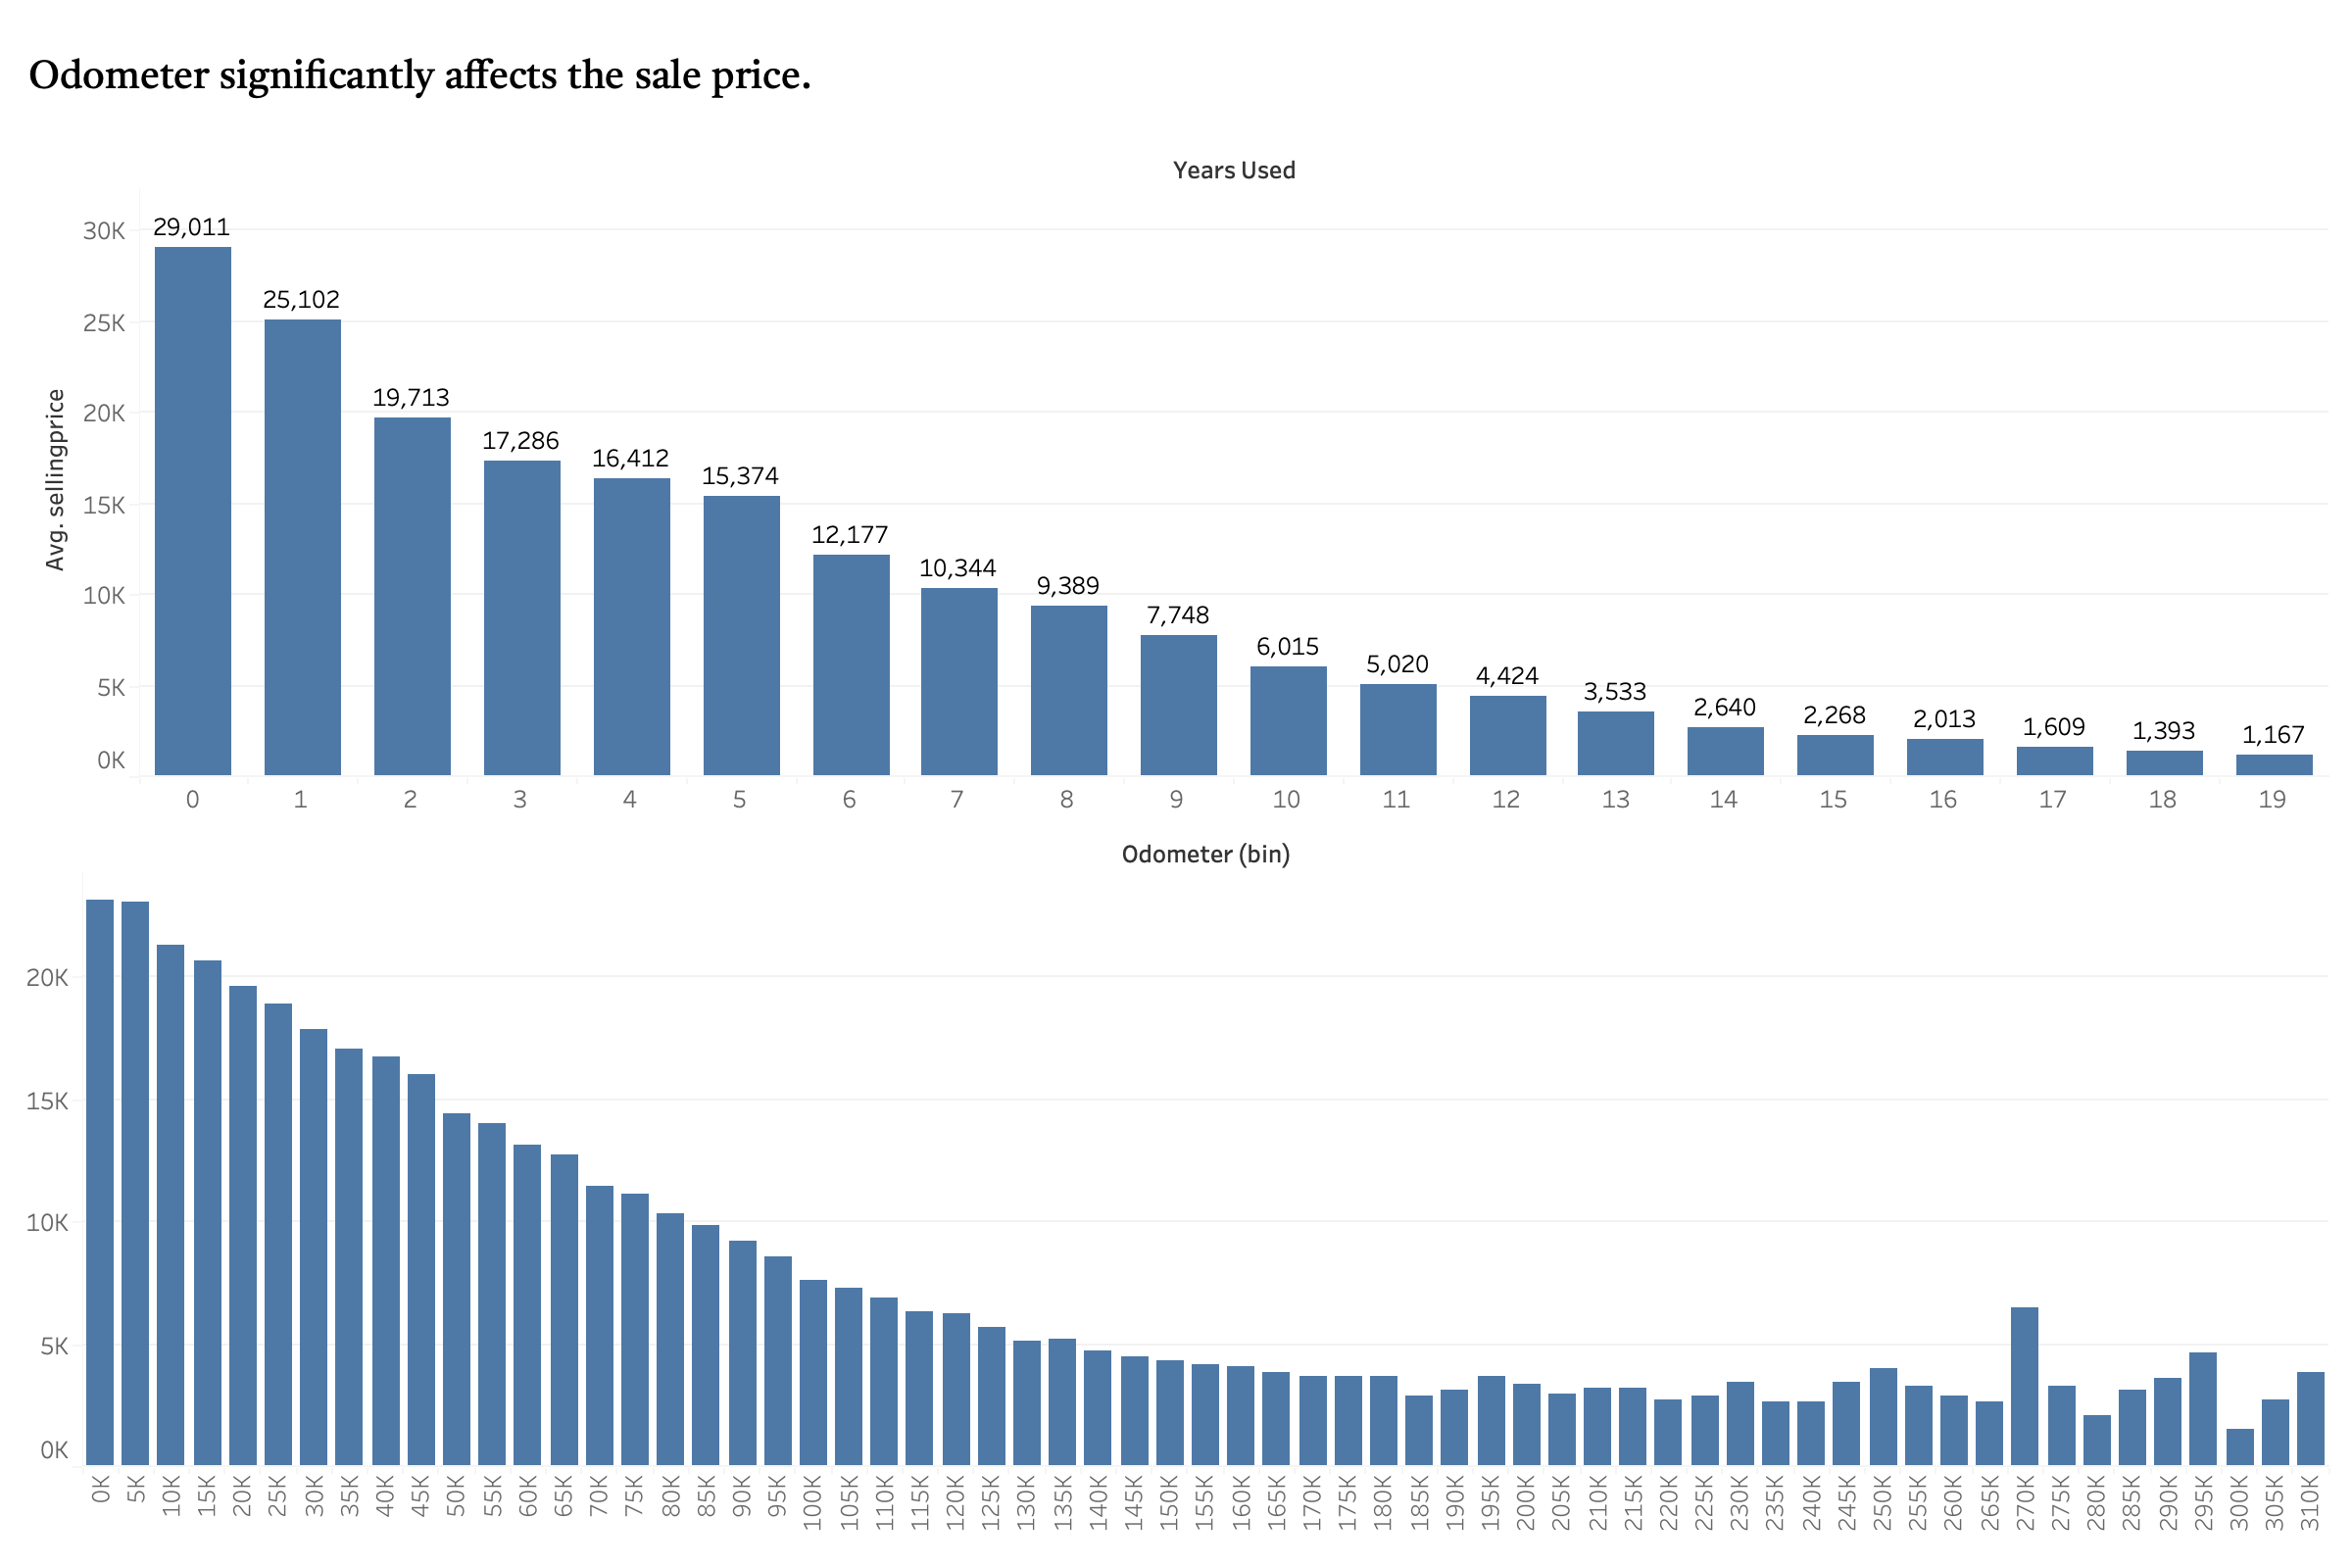 Odometer significantly affects the sale price.
Years Used
Avg. sellingprice
30K
25K
20K
15K
10K
5K
0K
29,011
25,102
19,713
17,286
16,412
15,374
12,177
10,344
9,389
7,748
6,015
5,020
4,424
3,533
2,640
2,268
2,013
1,609
1,393
1,167
0 1 2 3 4 5 6 7 8 9 10 11 12 13 14 15 16 17 18 19
Odometer (bin)
20K
15K
10K
5K
0K
0K 5K 10K 15K 20K 25K 30K 35K 40K 45K 50K 55K 60K 65K 70K 75K 80K 85K 90K 95K 100K 105K 110K 115K 120K 125K 130K 135K 140K 145K 150K 155K 160K 165K 170K 175K 180K 185K 190K 195K 200K 205K 210K 215K 220K 225K 230K 235K 240K 245K 250K 255K 260K 265K 270K 275K 280K 285K 290K 295K 300K 305K 310K